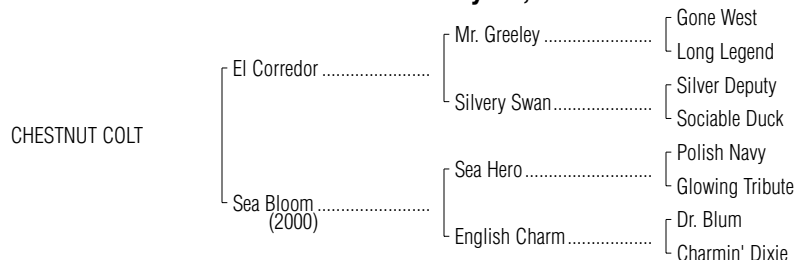 Gone West
Mr. Greeley ........................
Long Legend
El Corredor ........................
Silver Deputy
Silvery Swan ......................
Sociable Duck
CHESTNUT COLT
Polish Navy
Sea Hero ............................
Glowing Tribute
Sea Bloom .........................
(2000)
Dr. Blum
English Charm ...................
Charmin' Dixie